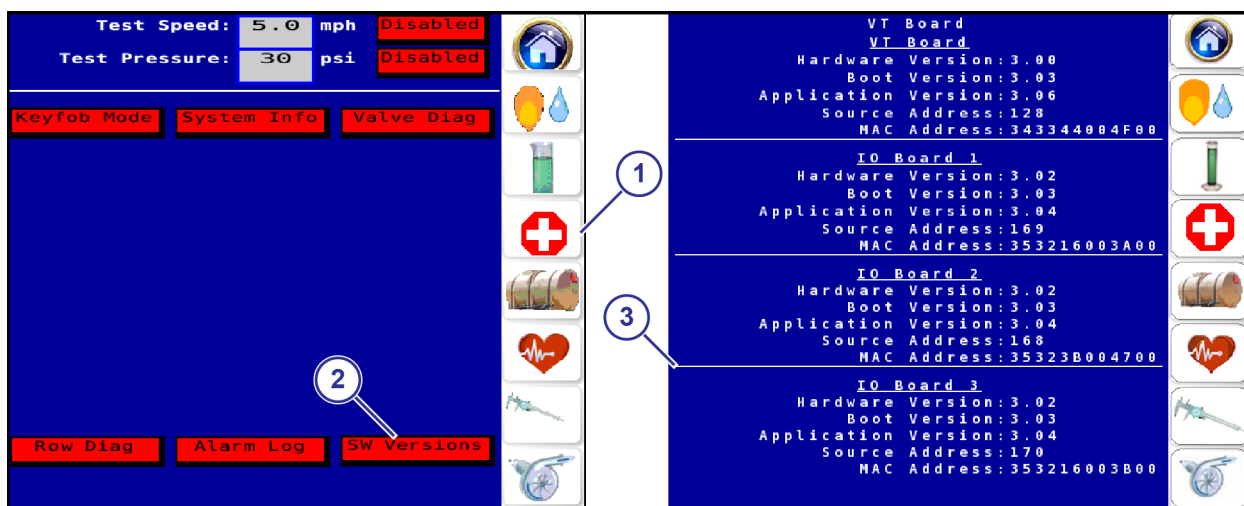 Test Speed: 5.0 mph Disabled
Test Pressure: 30 psi Disabled
Keyfob Mode System Info Valve Diag
Row Diag Alarm Log SW Versions
1
2
3
VT Board
VT Board
Hardware Version:3.00
Boot Version:3.03
Application Version:3.06
Source Address:128
MAC Address:343344004F00
IO Board 1
Hardware Version:3.02
Boot Version:3.03
Application Version:3.04
Source Address:169
MAC Address:353216003A00
IO Board 2
Hardware Version:3.02
Boot Version:3.03
Application Version:3.04
Source Address:168
MAC Address:35323B004700
IO Board 3
Hardware Version:3.02
Boot Version:3.03
Application Version:3.04
Source Address:170
MAC Address:353216003B00